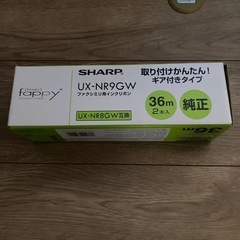 SHARP
取り付けかんたん!
ギア付きタイプ
fappy
UX-NR9GW
ファクシミリ用インクリボン
36m
2本入
純正
UX-NR8GW互換
36m